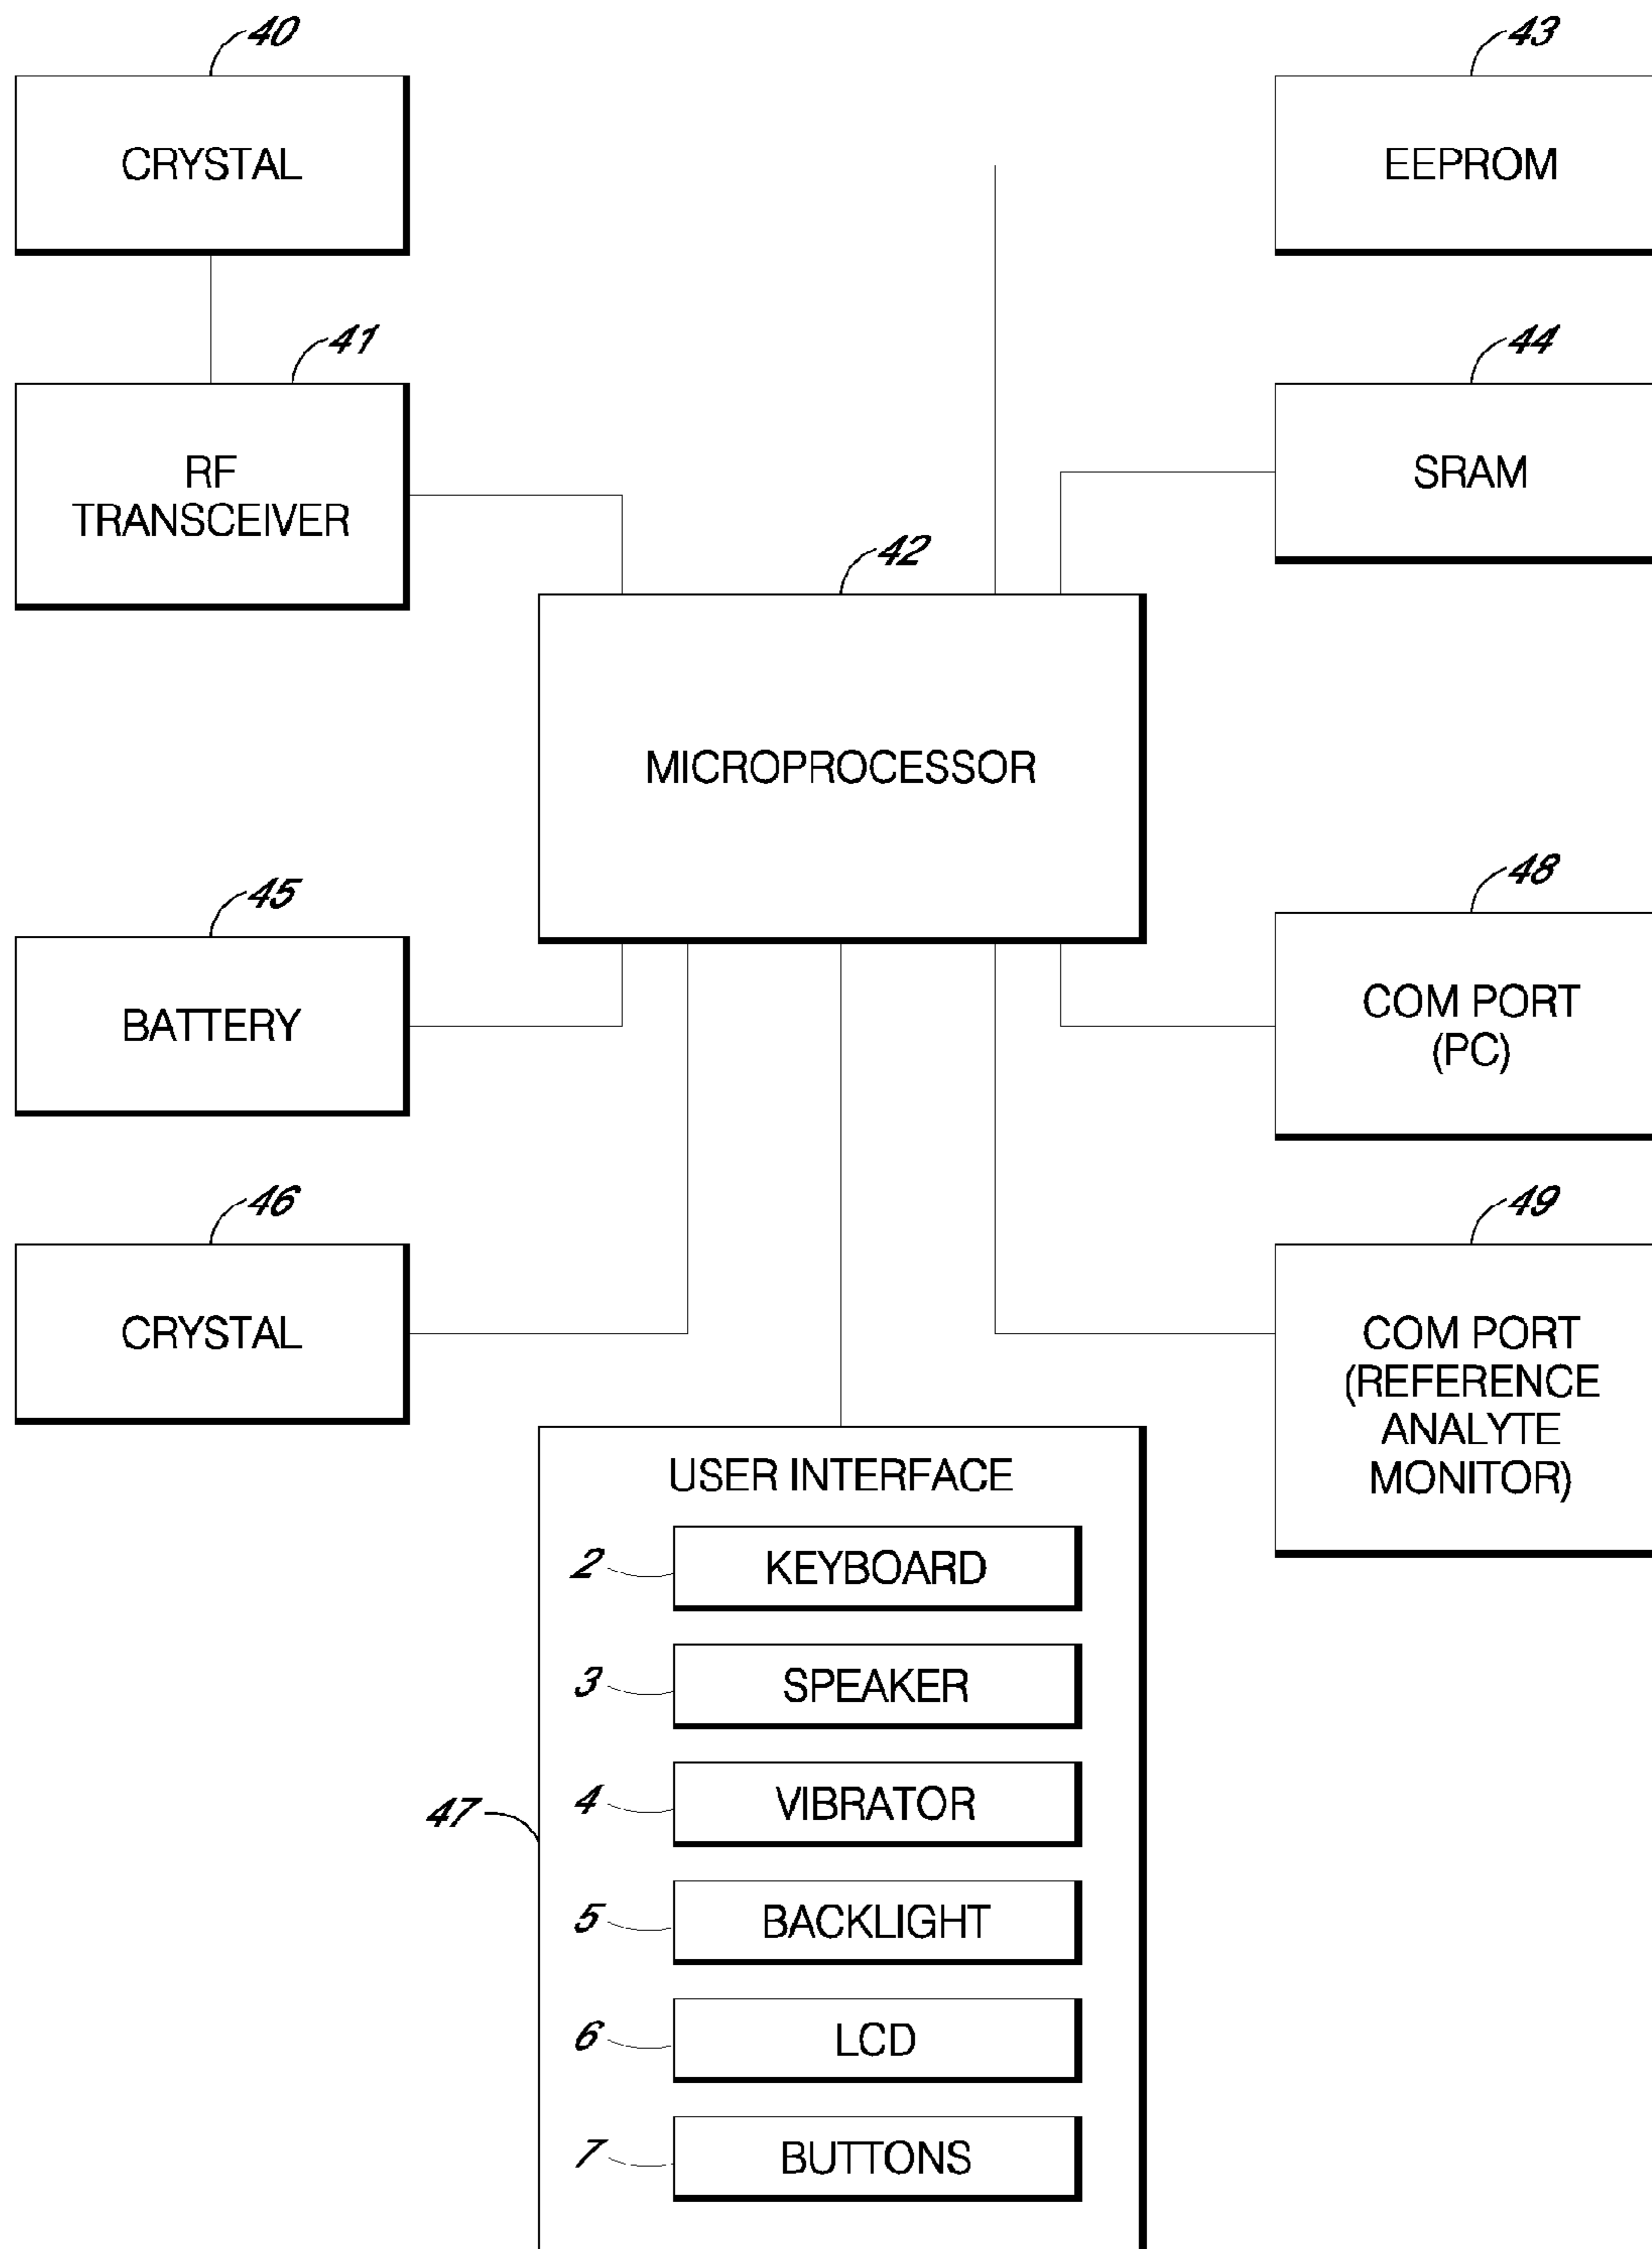 40
CRYSTAL
43
EEPROM
41
RF
TRANSCEIVER
44
SRAM
42
MICROPROCESSOR
45
BATTERY
48
COM PORT
(PC)
46
CRYSTAL
49
COM PORT
(REFERENCE
ANALYTE
MONITOR)
47
USER INTERFACE
2 KEYBOARD
3 SPEAKER
4 VIBRATOR
5 BACKLIGHT
6 LCD
7 BUTTONS